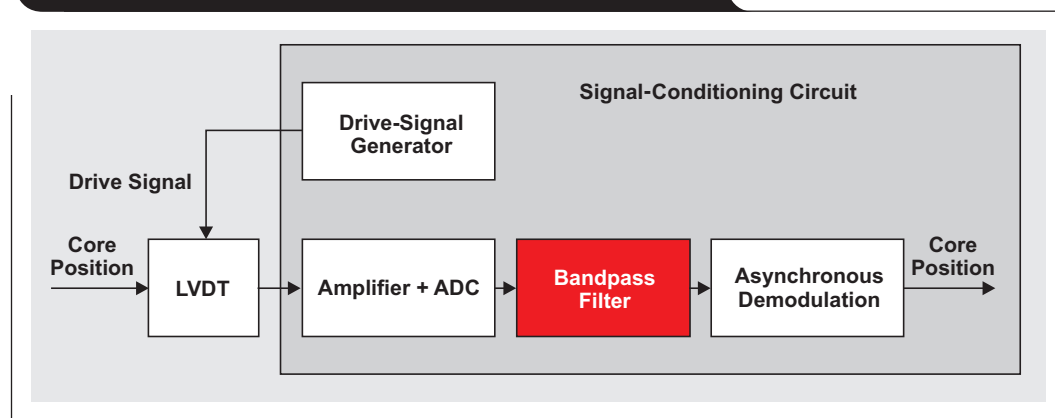 Signal-Conditioning Circuit
Drive-Signal
Generator
Drive Signal
Core
Position
LVDT
Amplifier + ADC
Bandpass
Filter
Asynchronous
Demodulation
Core
Position